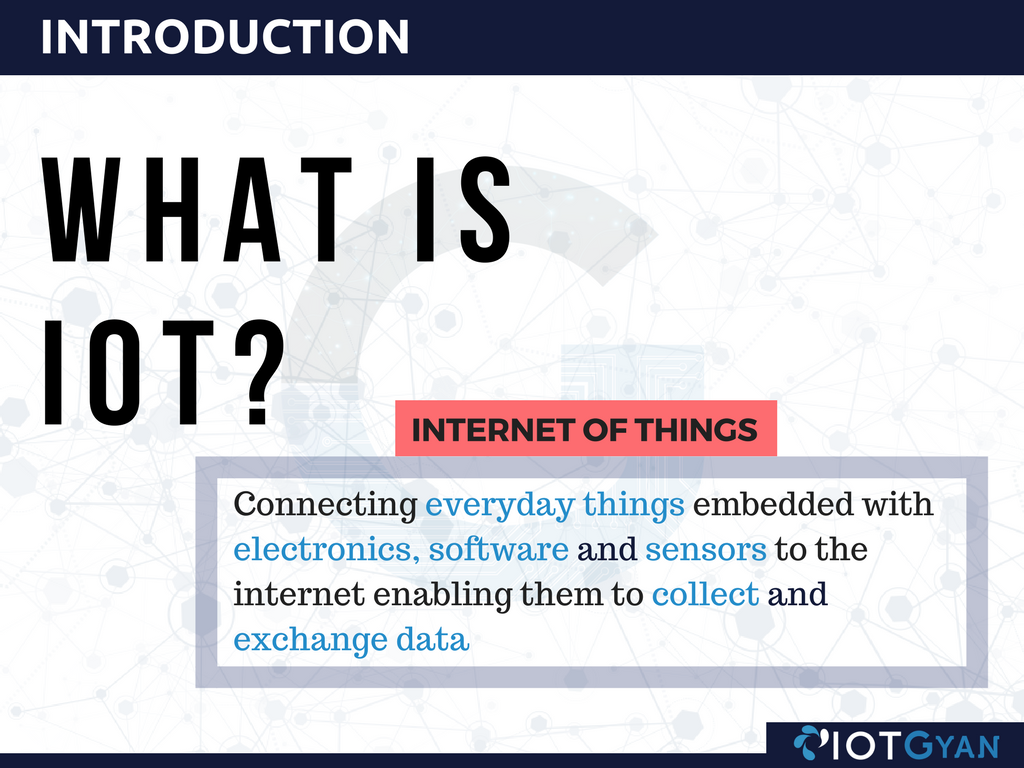 INTRODUCTION
WHAT IS
IOT?
INTERNET OF THINGS
Connecting everyday things embedded with
electronics, software and sensors to the
internet enabling them to collect and
exchange data
IOTGYAN